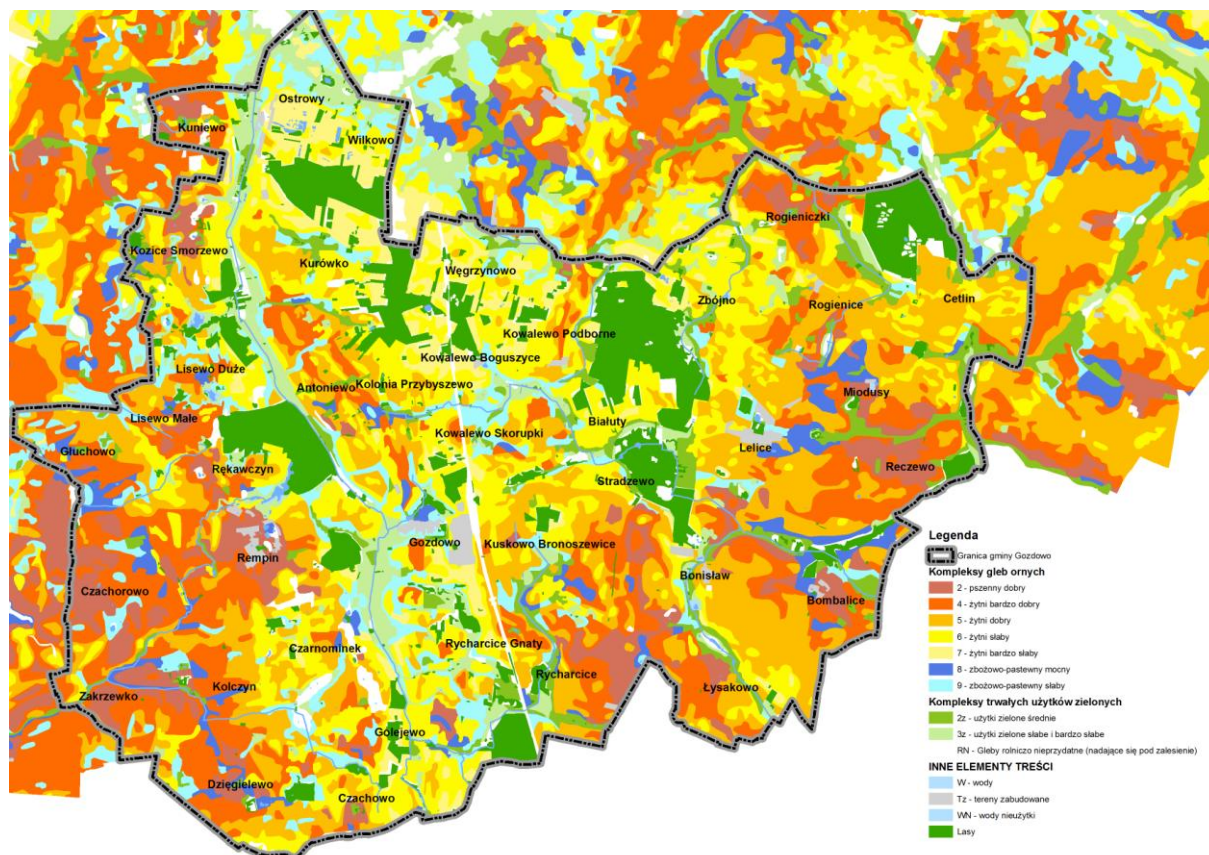 Ostrowy
Kuniewo
Wilkowo
Rogieniczki
Kozice Smorzewo
Kurówko
Węgrzynowo
Zbójno
Rogienice
Cetlin
Kowalewo Podborne
Kowalewo Boguszyce
Lisewo Duże
Antoniewo
Kolonia Przybyszewo
Miodusy
Lisewo Małe
Białuty
Kowalewo Skorupki
Głuchowo
Lelice
Rękawczyn
Reczewo
Stradzewo
Gozdowo
Kuskowo Bronoszewice
Rempin
Bonisław
Czachorowo
Bombalice
Czarnominek
Rycharcice Gnaty
Rycharcice
Zakrzewko
Kolczyn
Łysakowo
Golejewo
Dzięgielewo
Czachowo
Legenda
Granica gminy Gozdowo
Kompleksy gleb ornych
2 - pszenny dobry
4 - żytni bardzo dobry
5 - żytni dobry
6 - żytni słaby
7 - żytni bardzo słaby
8 - zbożowo-pastewny mocny
9 - zbożowo-pastewny słaby
Kompleksy trwałych użytków zielonych
2z - użytki zielone średnie
3z - użytki zielone słabe i bardzo słabe
RN - Gleby rolniczo nieprzydatne (nadające się pod zalesienie)
INNE ELEMENTY TREŚCI
W - wody
Tz - tereny zabudowane
WN - wody nieużytki
Lasy